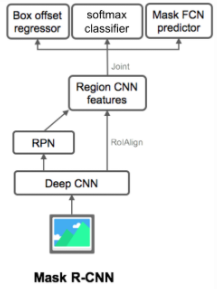 Box offset
regressor
softmax
classifier
Mask FCN
predictor
Joint
Region CNN
features
RPN
RoiAlign
Deep CNN
Mask R-CNN